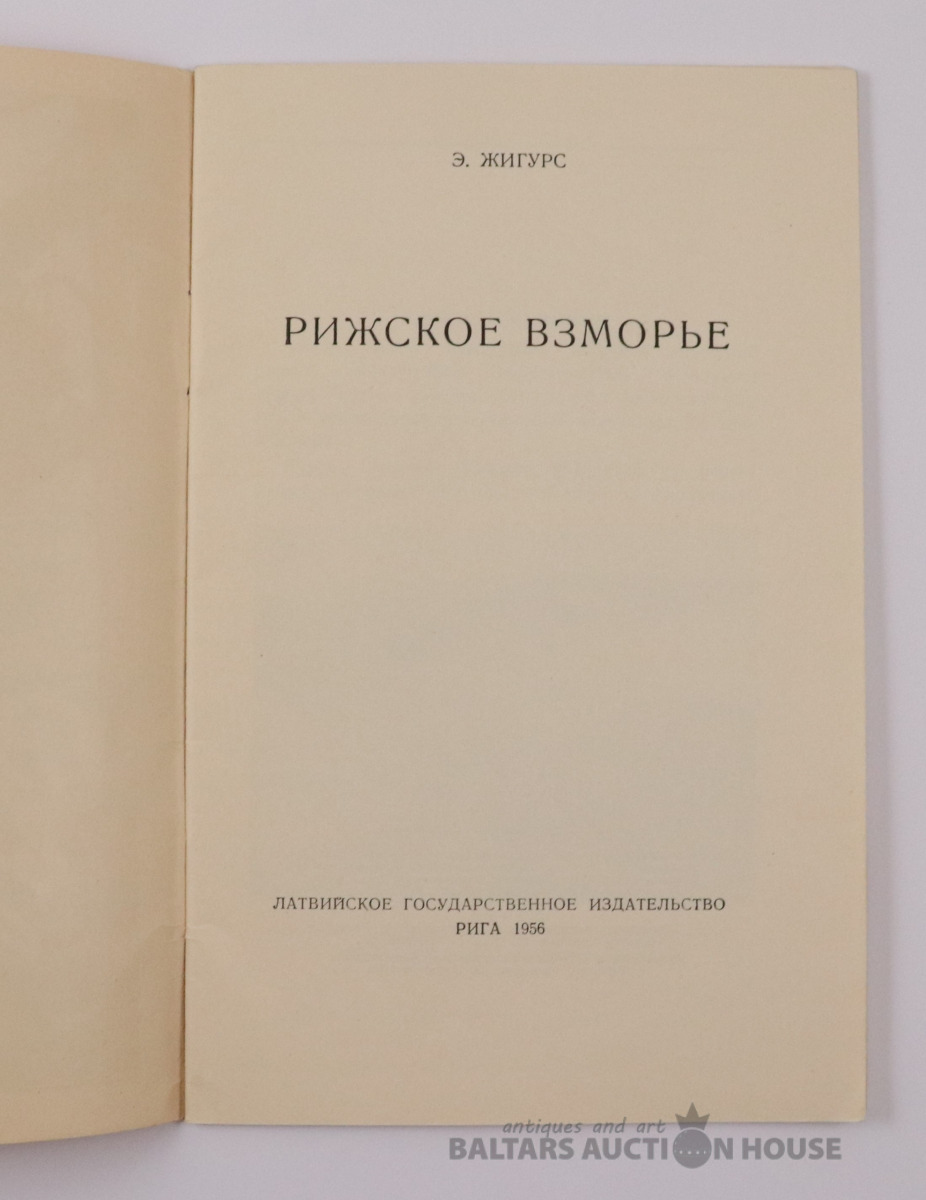 Э. ЖИГУРС
РИЖСКОЕ ВЗМОРЬЕ
ЛАТВИЙСКОЕ ГОСУДАРСТВЕННОЕ ИЗДАТЕЛЬСТВО
РИГА 1956
antiques and art
BALTARS AUCTION HOUSE